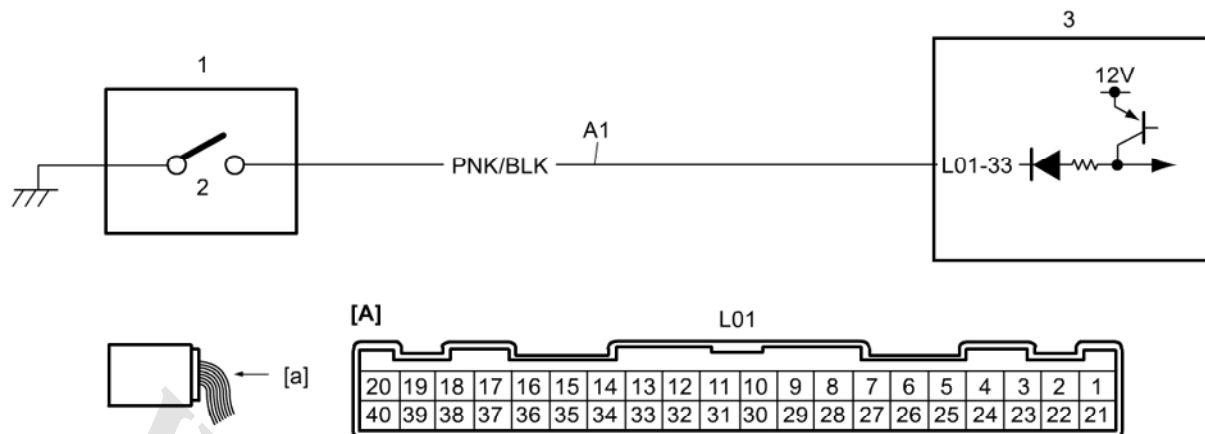 3
1
12V
A1
PNK/BLK
L01-33
2
[A]
L01
[a]
20 19 18 17 16 15 14 13 12 11 10 9 8 7 6 5 4 3 2 1
40 39 38 37 36 35 34 33 32 31 30 29 28 27 26 25 24 23 22 21